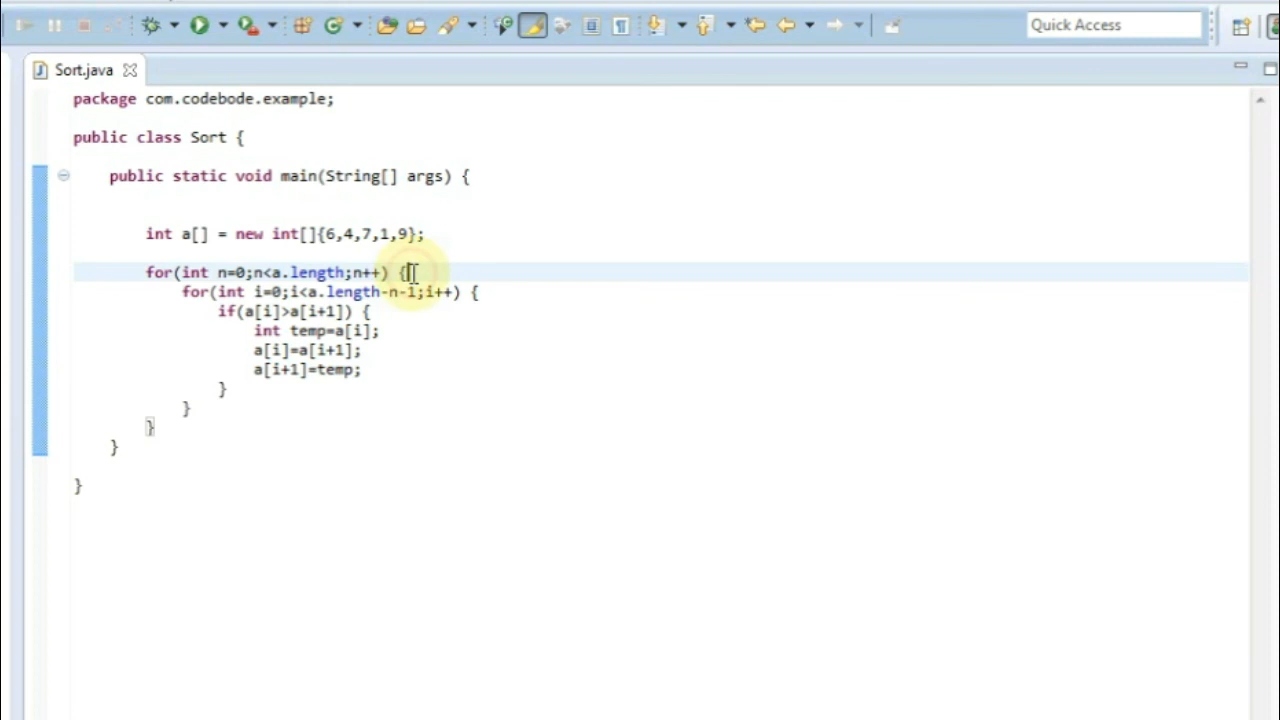 Quick Access
Sort.java
package com.codebode.example;
public class Sort {
public static void main(String[] args) {
int a[] = new int[]{6,4,7,1,9};
for(int n=0;n<a.length;n++) {
for(int i=0;i<a.length-n-1;i++) {
if(a[i]>a[i+1]) {
int temp=a[i];
a[i]=a[i+1];
a[i+1]=temp;
}
}
}
}
}